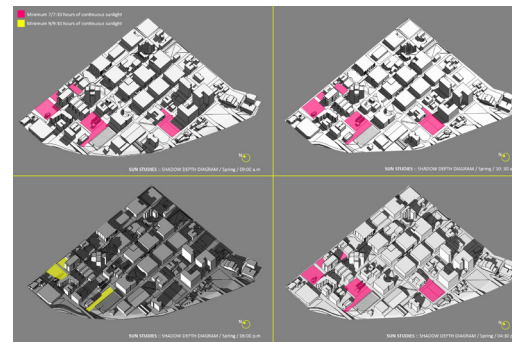 Minimum 7/7:30 hours of continuous sunlight
Minimum 9/9:30 hours of continuous sunlight
N
SUN STUDIES :: SHADOW DEPTH DIAGRAM / Spring / 09:00 a.m
N
SUN STUDIES :: SHADOW DEPTH DIAGRAM / Spring / 10: 30
N
SUN STUDIES :: SHADOW DEPTH DIAGRAM / Spring / 06:00 a.m
N
SUN STUDIES :: SHADOW DEPTH DIAGRAM / Spring / 04:30